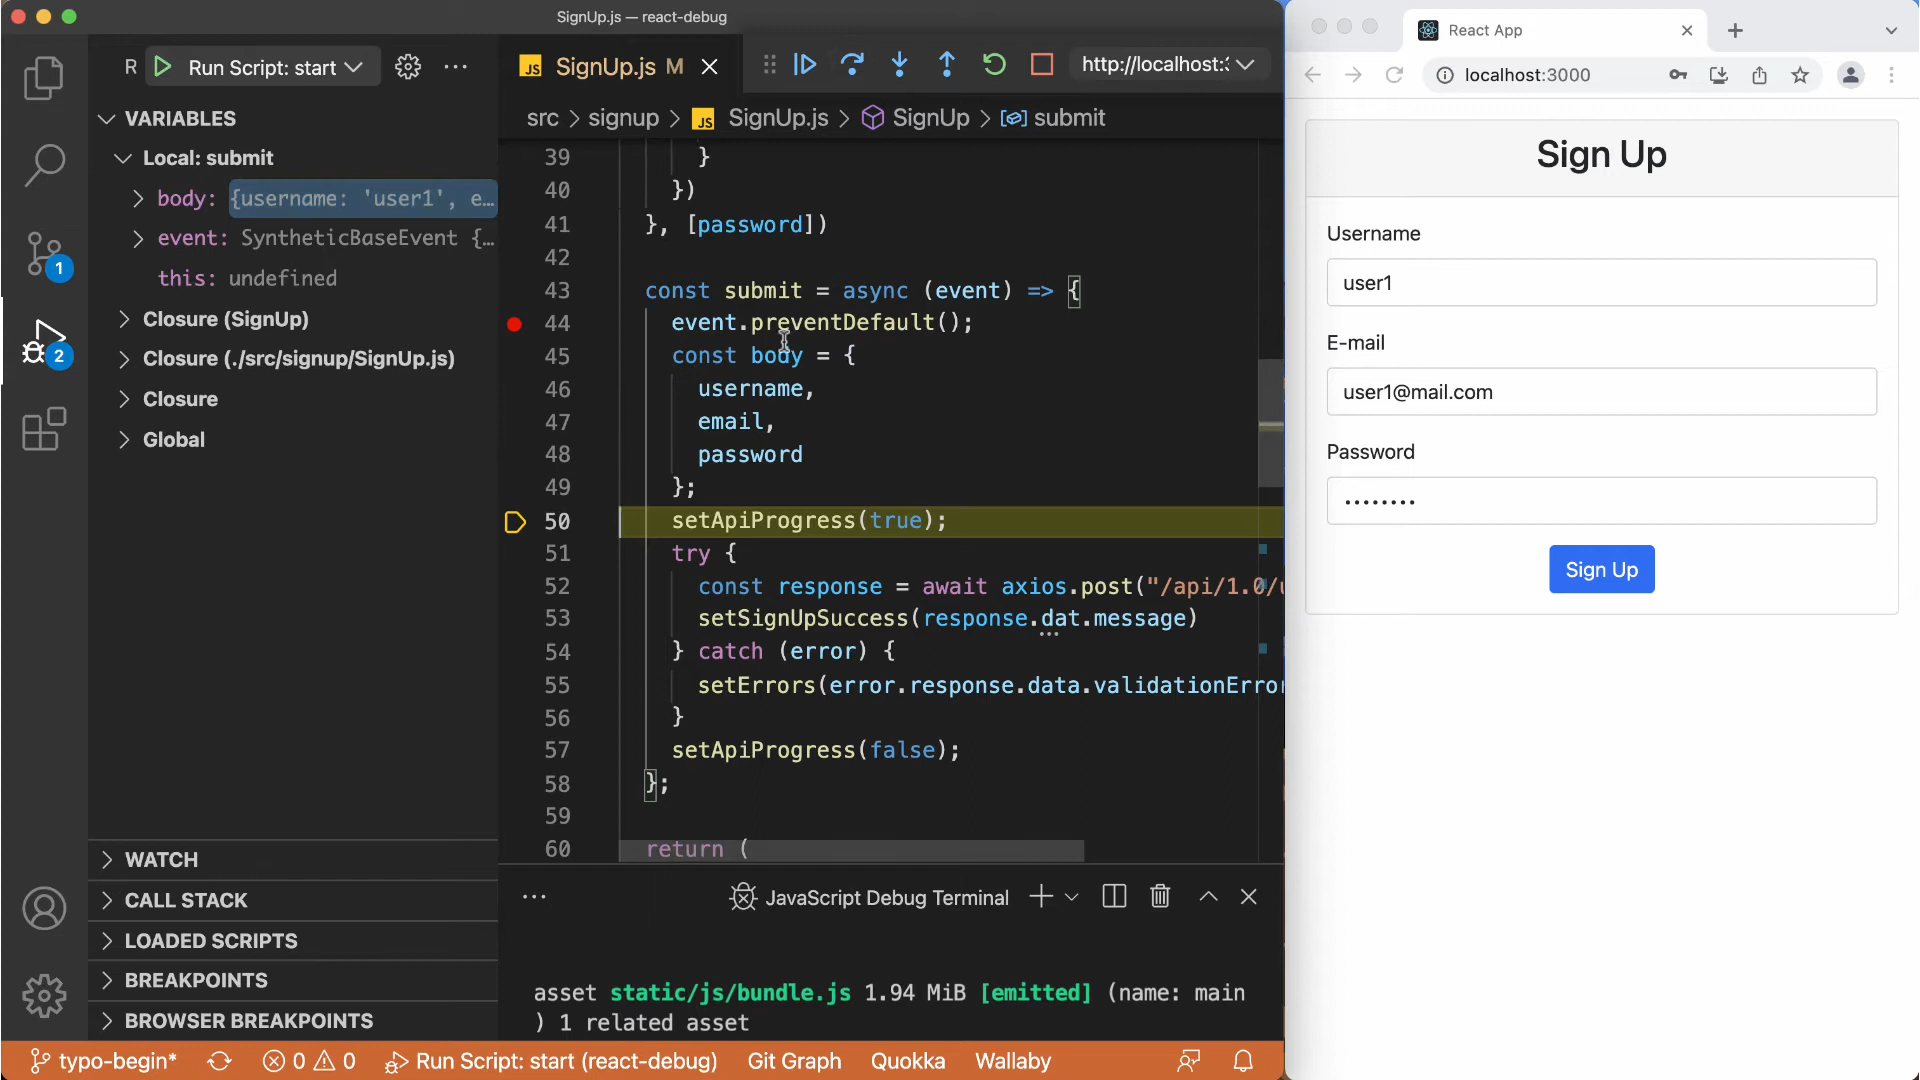 SignUp.js — react-debug
R Run Script: start
VARIABLES
Local: submit
body: {username: 'user1', e…
event: SyntheticBaseEvent {…
this: undefined
Closure (SignUp)
Closure (./src/signup/SignUp.js)
Closure
Global
WATCH
CALL STACK
LOADED SCRIPTS
BREAKPOINTS
BROWSER BREAKPOINTS
1
2
JS SignUp.js M
http://localhost:
src > signup > JS SignUp.js > SignUp > submit
39 }
40 })
41 }, [password])
42
43 const submit = async (event) => {
44 event.preventDefault();
45 const body = {
46 username,
47 email,
48 password
49 };
50 setApiProgress(true);
51 try {
52 const response = await axios.post("/api/1.0/
53 setSignUpSuccess(response.dat.message)
54 } catch (error) {
55 setErrors(error.response.data.validationError
56 }
57 setApiProgress(false);
58 };
59
60 return (
JavaScript Debug Terminal
asset static/js/bundle.js 1.94 MiB [emitted] (name: main
) 1 related asset
typo-begin* 0 0 Run Script: start (react-debug) Git Graph Quokka Wallaby
React App
localhost:3000
Sign Up
Username
user1
E-mail
user1@mail.com
Password
••••••••
Sign Up